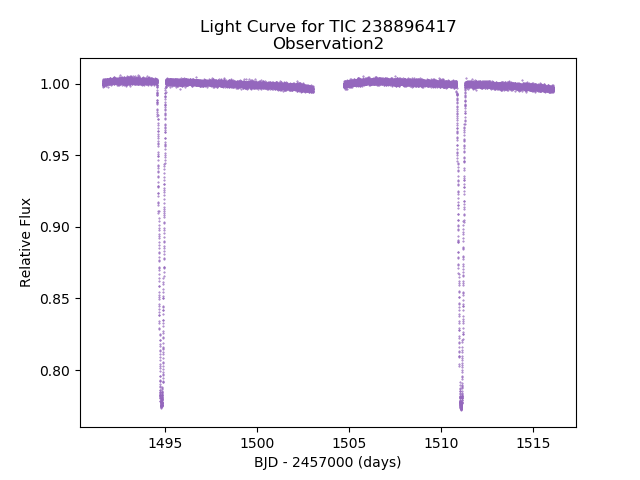 Light Curve for TIC 238896417
Observation2
1.00
0.95
0.90
0.85
0.80
Relative Flux
1495
1500
1505
1510
1515
BJD - 2457000 (days)